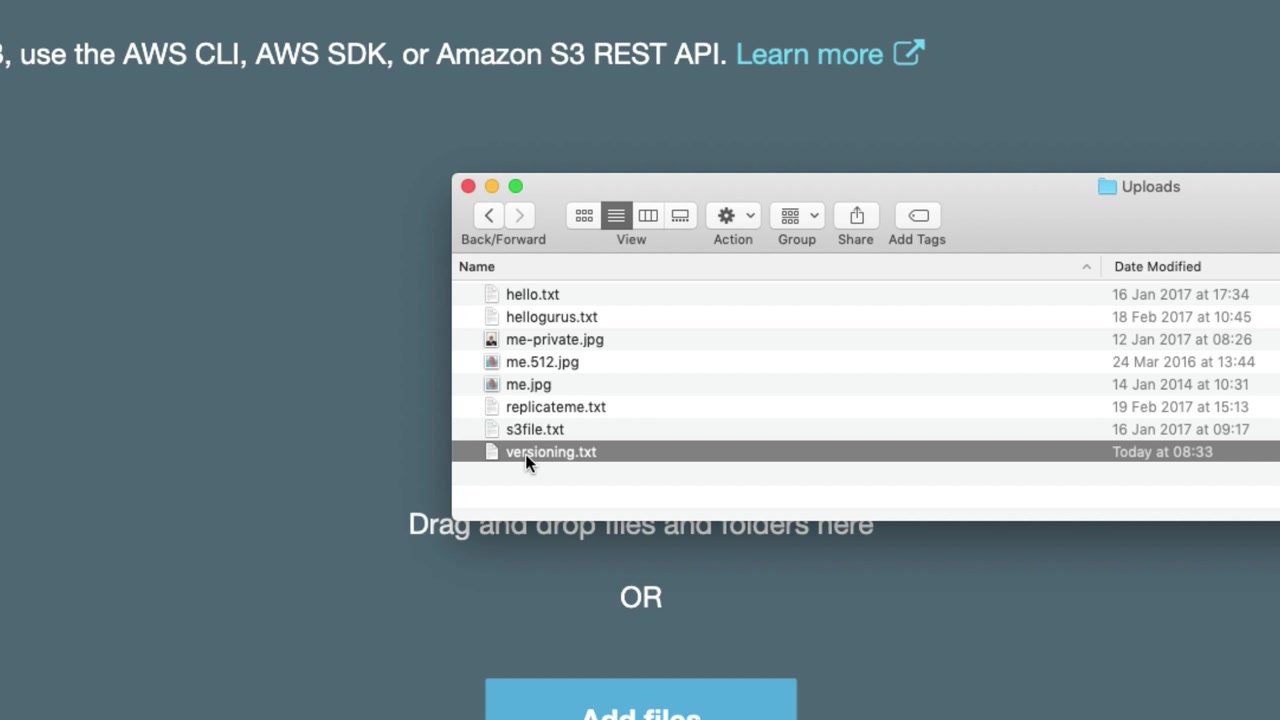 , use the AWS CLI, AWS SDK, or Amazon S3 REST API. Learn more
Uploads
Back/Forward View Action Group Share Add Tags
Name Date Modified
hello.txt 16 Jan 2017 at 17:34
hellogurus.txt 18 Feb 2017 at 10:45
me-private.jpg 12 Jan 2017 at 08:26
me.512.jpg 24 Mar 2016 at 13:44
me.jpg 14 Jan 2014 at 10:31
replicateme.txt 19 Feb 2017 at 15:13
s3file.txt 16 Jan 2017 at 09:17
versioning.txt Today at 08:33
Drag and drop files and folders here
OR
Add files